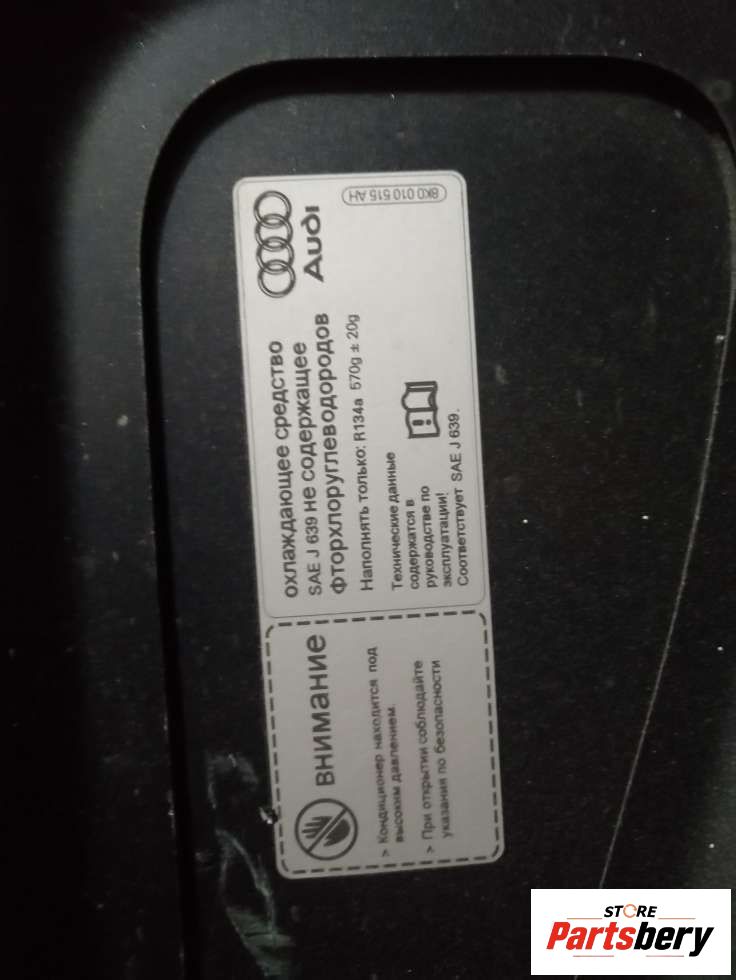 ВНИМАНИЕ
> Кондиционер находится под
высоким давлением.
> При открытии соблюдайте
указания по безопасности
охлаждающее средство
SAE J 639 не содержащее
фторхлоруглеводородов
Наполнять только: R134a 570g ± 20g
Технические данные
содержатся в
руководстве по
эксплуатации!
Соответствует SAE J 639.
Audi
8K0 010 515 AH
STORE
Partsbery